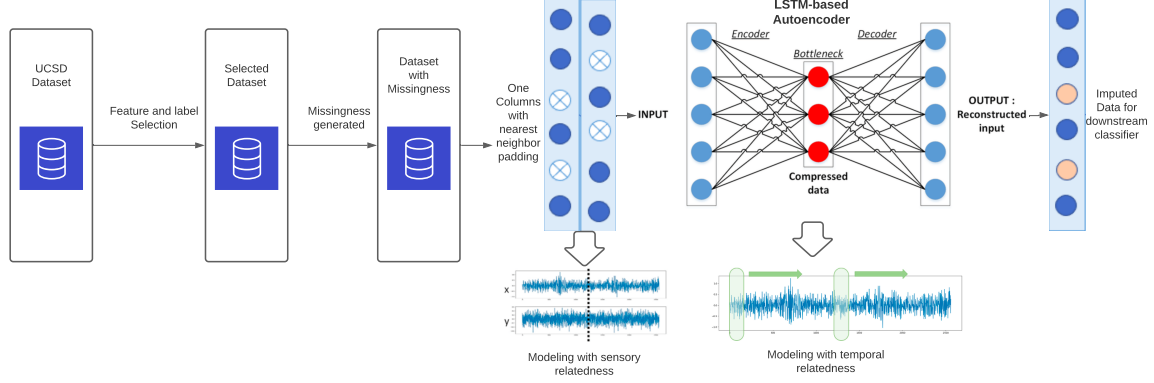 UCSD
Dataset
Feature and label
Selection
Selected
Dataset
Missingness
generated
Dataset
with
Missingness
One
Columns
with
nearest
neighbor
padding
INPUT
LSTM-based
Autoencoder
Encoder
Decoder
Bottleneck
Compressed
data
OUTPUT :
Reconstructed
input
Imputed
Data for
downstream
classifier
x
y
Modeling with sensory
relatedness
Modeling with temporal
relatedness